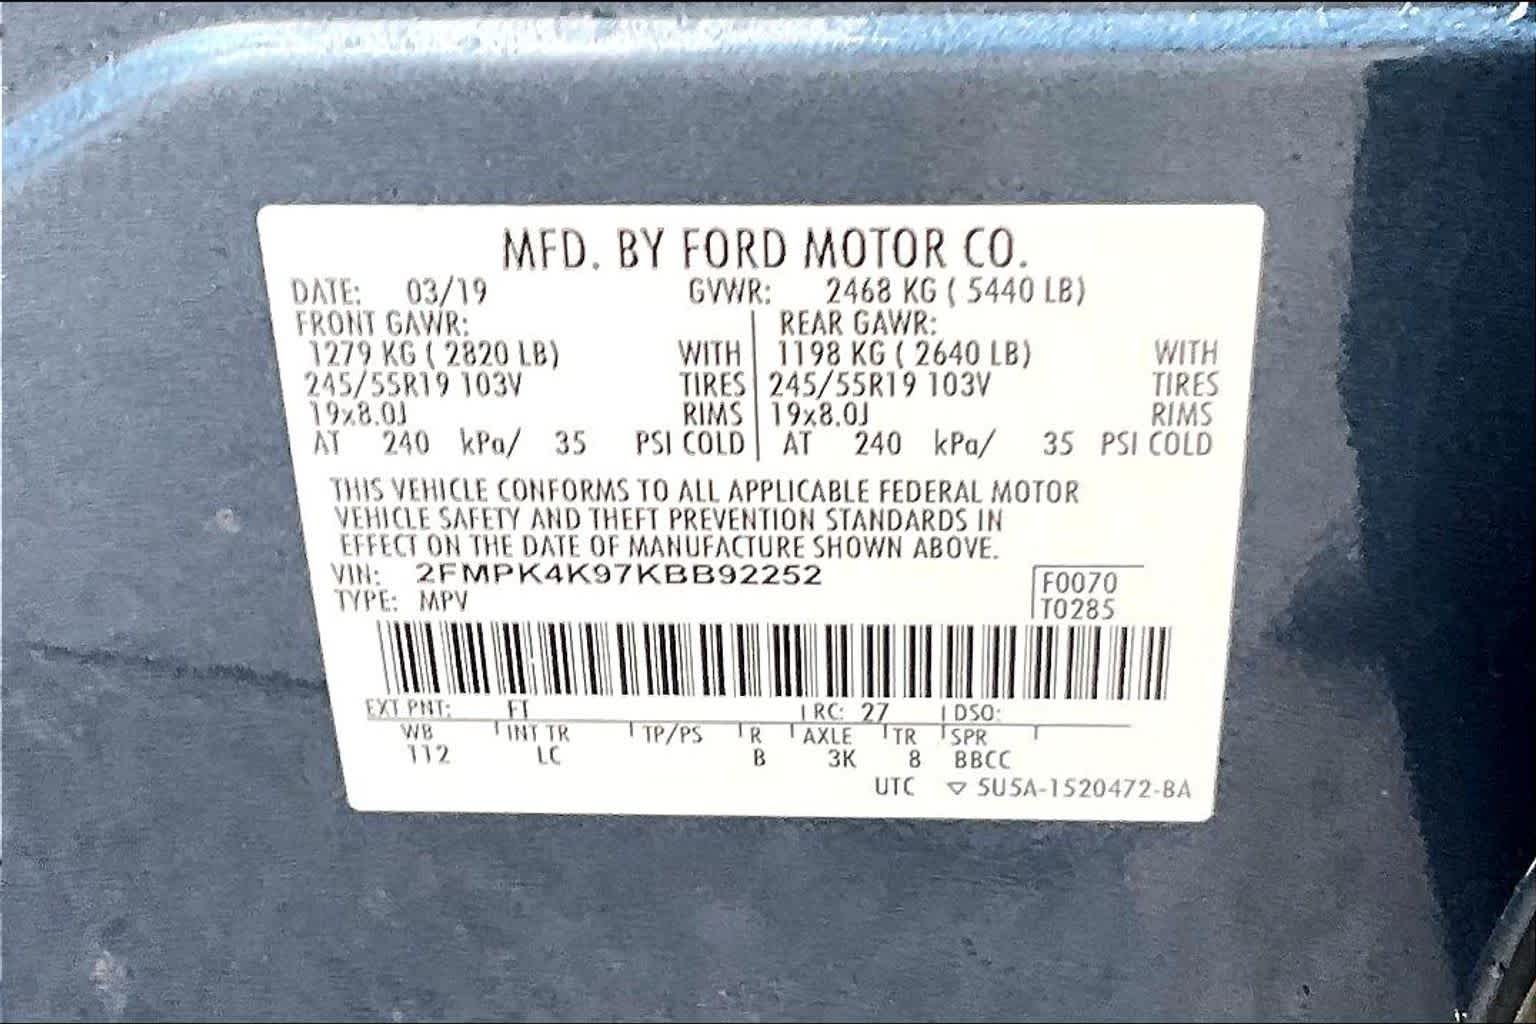 MFD. BY FORD MOTOR CO.
DATE: 03/19 GVWR: 2468 KG ( 5440 LB)
FRONT GAWR: REAR GAWR:
1279 KG ( 2820 LB) WITH 1198 KG ( 2640 LB) WITH
245/55R19 103V TIRES 245/55R19 103V TIRES
19x8.0J RIMS 19x8.0J RIMS
AT 240 kPa/ 35 PSI COLD AT 240 kPa/ 35 PSI COLD
THIS VEHICLE CONFORMS TO ALL APPLICABLE FEDERAL MOTOR
VEHICLE SAFETY AND THEFT PREVENTION STANDARDS IN
EFFECT ON THE DATE OF MANUFACTURE SHOWN ABOVE.
VIN: 2FMPK4K97KBB92252
TYPE: MPV
F0070
T0285
EXT PNT: FT RC: 27 DSO:
WB INT TR TP/PS R AXLE TR SPR
112 LC B 3K 8 BBCC
UTC ▽ 5U5A-1520472-BA